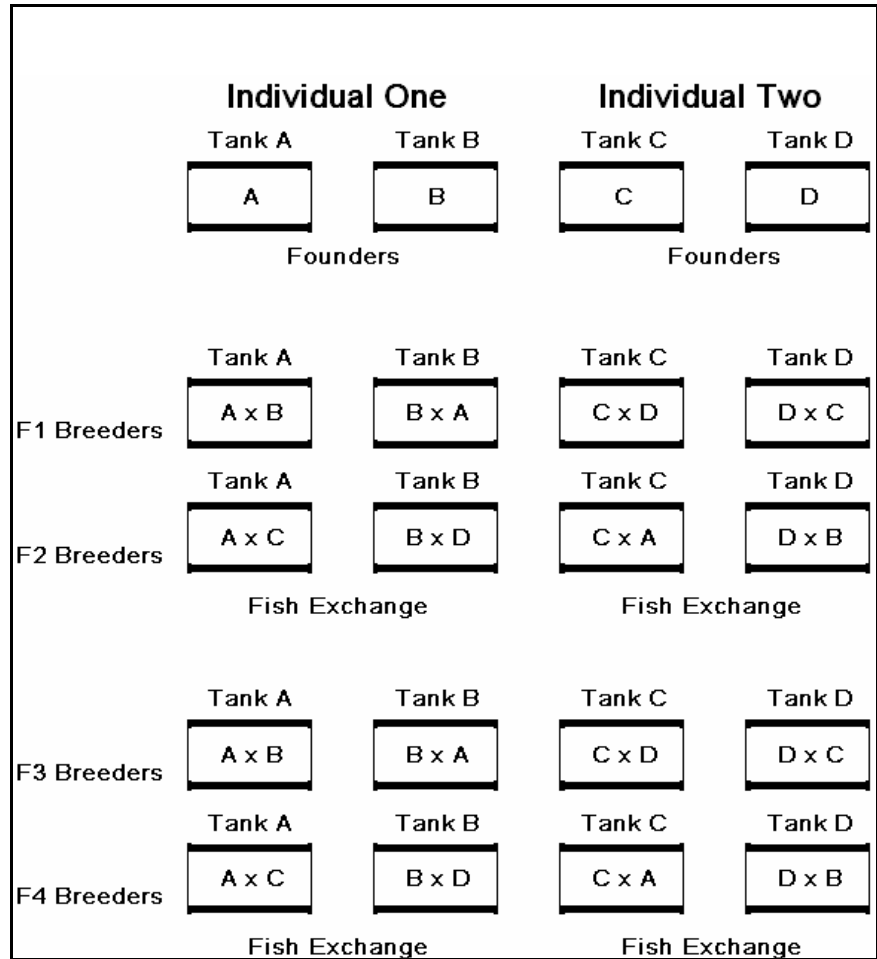 Individual One Individual Two
Tank A Tank B Tank C Tank D
A B C D
Founders Founders
Tank A Tank B Tank C Tank D
F1 Breeders A x B B x A C x D D x C
Tank A Tank B Tank C Tank D
F2 Breeders A x C B x D C x A D x B
Fish Exchange Fish Exchange
Tank A Tank B Tank C Tank D
F3 Breeders A x B B x A C x D D x C
Tank A Tank B Tank C Tank D
F4 Breeders A x C B x D C x A D x B
Fish Exchange Fish Exchange